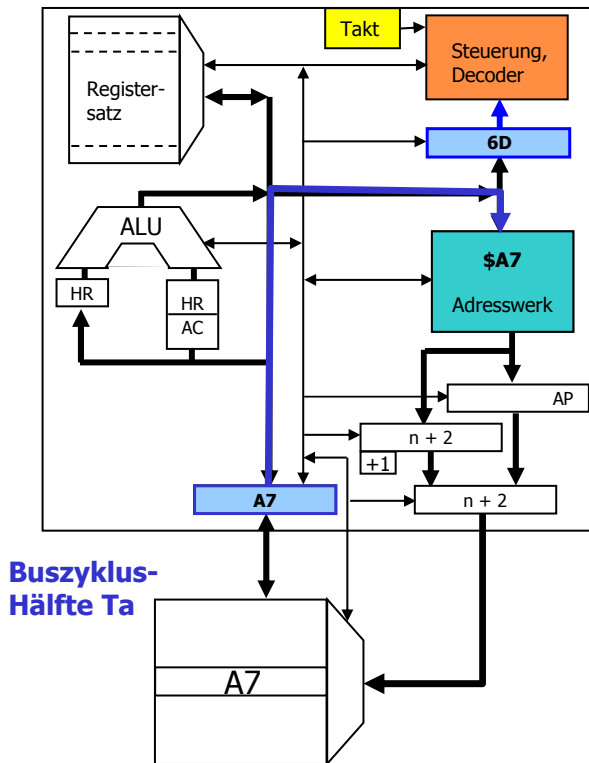 Takt
Steuerung,
Decoder
Register-
satz
6D
ALU
$A7
Adresswerk
HR
HR
AC
AP
n + 2
+1
A7
n + 2
Buszyklus-
Hälfte Ta
A7